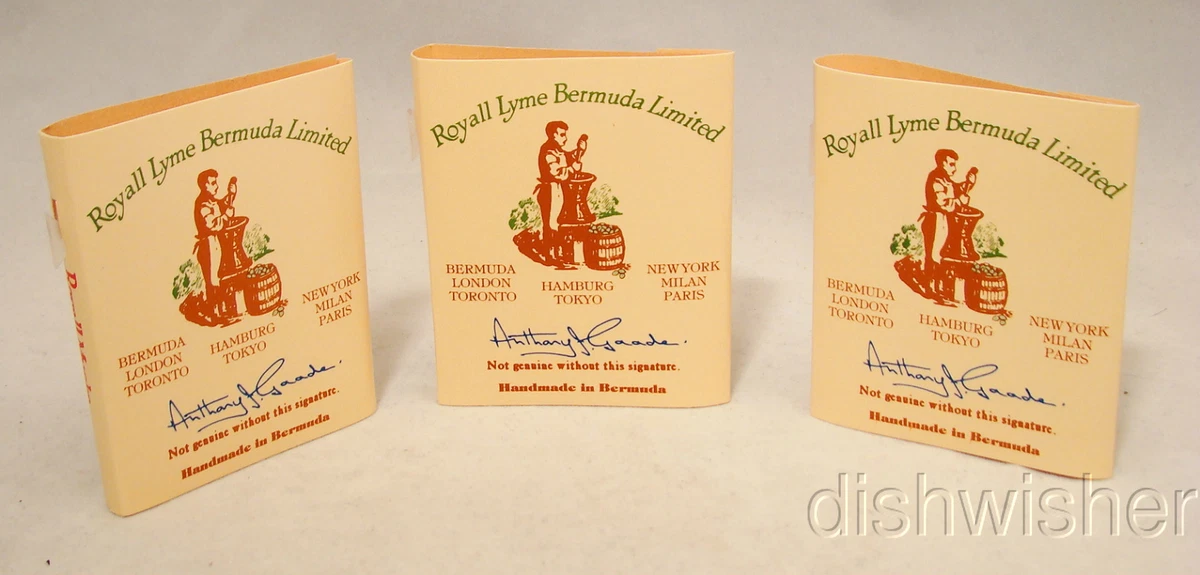 Royall Lyme Bermuda Limited
BERMUDA
LONDON
TORONTO
HAMBURG
TOKYO
NEW YORK
MILAN
PARIS
Anthony J. Gaade.
Not genuine without this signature.
Handmade in Bermuda
Royall Lyme Bermuda Limited
BERMUDA
LONDON
TORONTO
HAMBURG
TOKYO
NEW YORK
MILAN
PARIS
Anthony J. Gaade.
Not genuine without this signature.
Handmade in Bermuda
Royall Lyme Bermuda Limited
BERMUDA
LONDON
TORONTO
HAMBURG
TOKYO
NEW YORK
MILAN
PARIS
Anthony J. Gaade.
Not genuine without this signature.
Handmade in Bermuda
dishwisher